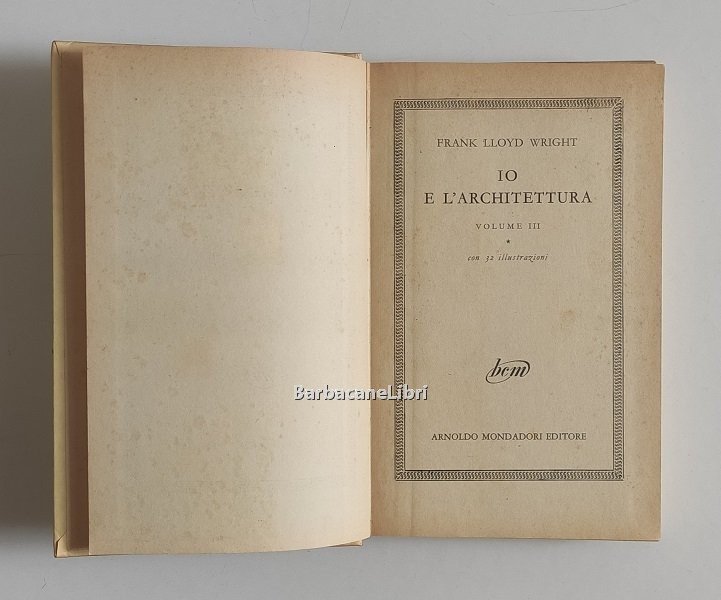 FRANK LLOYD WRIGHT
IO
E L'ARCHITETTURA
VOLUME III
*
con 32 illustrazioni
bcm
BarbacaneLibri
ARNOLDO MONDADORI EDITORE